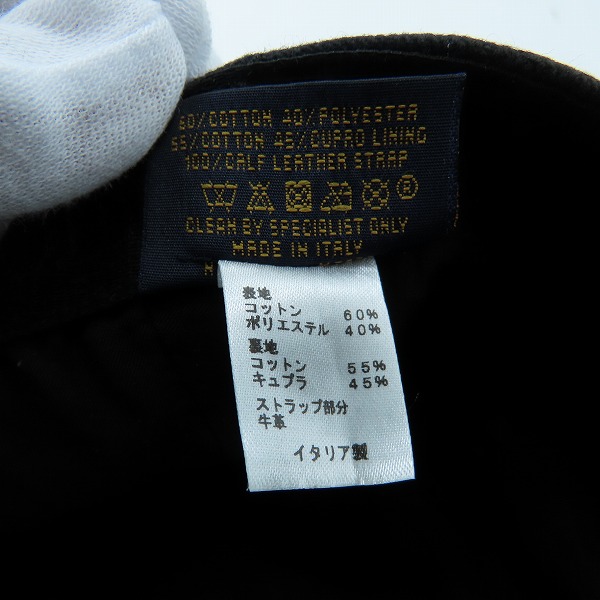 60% COTTON 40% POLYESTER
55% COTTON 45% CUPRO LINING
100% CALF LEATHER STRAP
®
CLEAN BY SPECIALIST ONLY
MADE IN ITALY
表地
コットン 60%
ポリエステル 40%
裏地
コットン 55%
キュプラ 45%
ストラップ部分
牛革
イタリア製